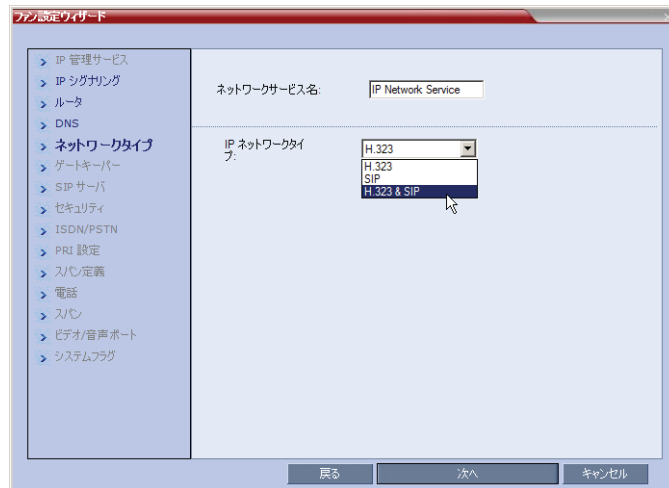 ファン設定ウィザード
IP 管理サービス
IP シグナリング
ルータ
DNS
ネットワークタイプ
ゲートキーパー
SIP サーバ
セキュリティ
ISDN/PSTN
PRI 設定
スパン定義
電話
スパン
ビデオ/音声ポート
システムフラグ
ネットワークサービス名:
IP Network Service
IP ネットワークタイ
プ:
H.323
H.323
SIP
H.323 & SIP
戻る
次へ
キャンセル